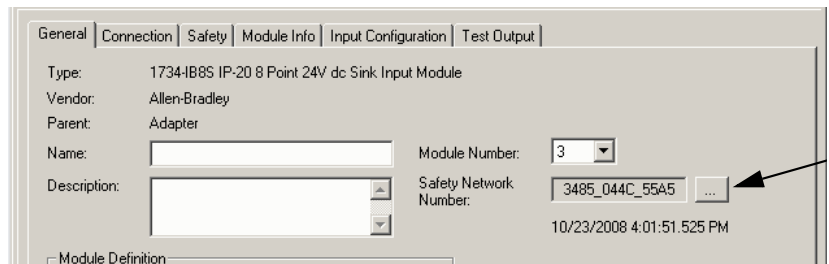 General Connection Safety Module Info Input Configuration Test Output
Type: 1734-IB8S IP-20 8 Point 24V dc Sink Input Module
Vendor: Allen-Bradley
Parent: Adapter
Name: Module Number: 3
Description: Safety Network Number: 3485_044C_55A5 ...
10/23/2008 4:01:51.525 PM
Module Definition